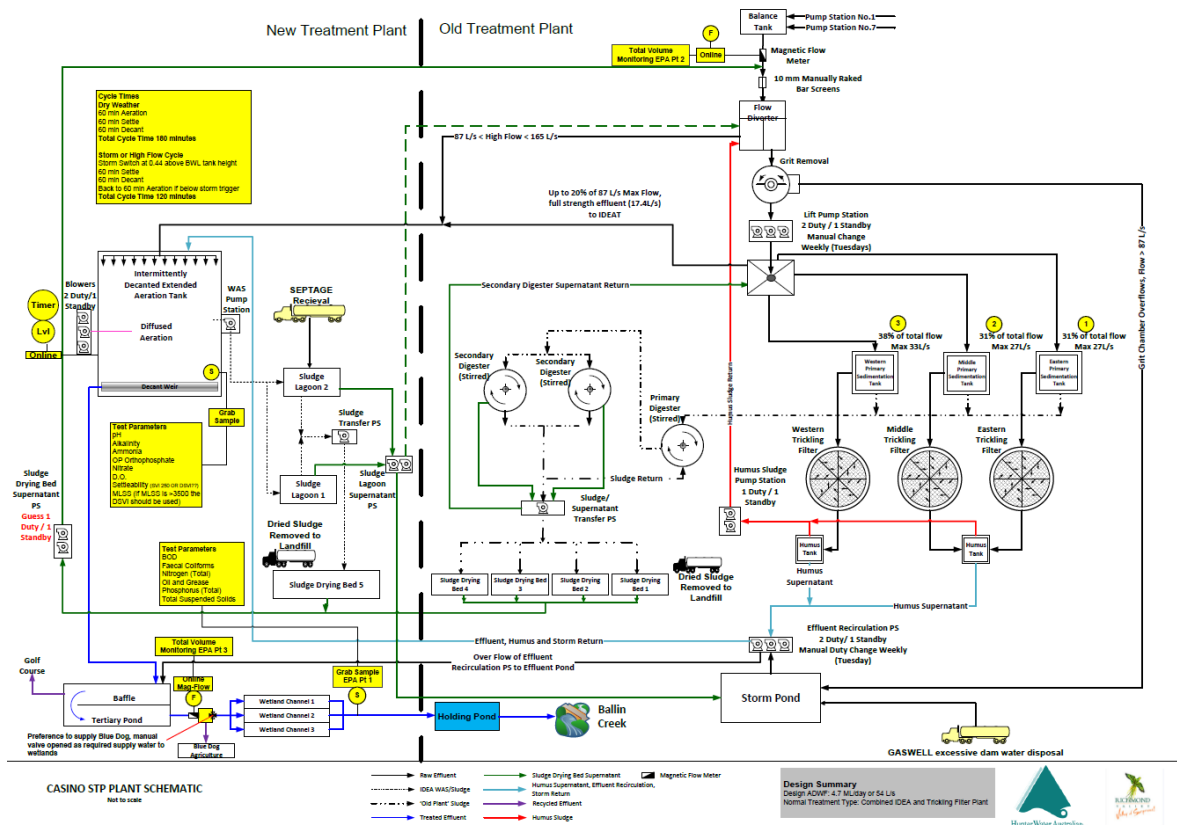 New Treatment Plant
Old Treatment Plant
Balance
Tank
Pump Station No.1
Pump Station No.7
F
Online
Total Volume
Monitoring EPA Pt 2
Magnetic Flow
Meter
10 mm Manually Raked
Bar Screens
Flow
Diverter
Cycle Times
Dry Weather
60 min Aeration
60 min Settle
60 min Decant
Total Cycle Time 180 minutes
Storm or High Flow Cycle
Storm Switch at 0.44 above BWL tank height
60 min Settle
60 min Decant
Back to 60 min Aeration if below storm trigger
Total Cycle Time 120 minutes
87 L/s < High Flow < 165 L/s
Grit Removal
Up to 20% of 87 L/s Max Flow,
full strength effluent (17.4L/s)
to IDEAT
Lift Pump Station
2 Duty / 1 Standby
Manual Change
Weekly (Tuesdays)
Grit Chamber Overflows, Flow > 87 L/s
Intermittently
Decanted Extended
Aeration Tank
Diffused
Aeration
Decant Weir
Blowers
2 Duty/1
Standby
Timer
Lvl
Online
WAS
Pump
Station
SEPTAGE
Recieval
Secondary Digester Supernatant Return
Secondary
Digester
(Stirred)
Secondary
Digester
(Stirred)
Primary
Digester
(Stirred)
Humus Sludge Return
3
38% of total flow
Max 33L/s
2
31% of total flow
Max 27L/s
1
31% of total flow
Max 27L/s
Western
Primary
Sedimentation
Tank
Middle
Primary
Sedimentation
Tank
Eastern
Primary
Sedimentation
Tank
S
Grab
Sample
Sludge
Lagoon 2
Sludge
Transfer PS
Sludge
Lagoon 1
Sludge
Lagoon
Supernatant
PS
Western
Trickling
Filter
Middle
Trickling
Filter
Eastern
Trickling
Filter
Sludge Return
Sludge/
Supernatant
Transfer PS
Humus Sludge
Pump Station
1 Duty / 1
Standby
Test Parameters
pH
Alkalinity
Ammonia
OP Orthophosphate
Nitrate
D.O.
Settleability (SVI 250 OR DSVI??)
MLSS (if MLSS is >3500 the
DSVI should be used)
Sludge
Drying Bed
Supernatant
PS
Guess 1
Duty / 1
Standby
Dried Sludge
Removed to
Landfill
Sludge Drying Bed 5
Sludge Drying
Bed 4
Sludge Drying Bed
3
Sludge Drying
Bed 2
Sludge Drying
Bed 1
Dried Sludge
Removed to
Landfill
Humus
Tank
Humus
Tank
Humus
Supernatant
Humus Supernatant
Test Parameters
BOD
Faecal Coliforms
Nitrogen (Total)
Oil and Grease
Phosphorus (Total)
Total Suspended Solids
Effluent, Humus and Storm Return
Effluent Recirculation PS
2 Duty/ 1 Standby
Manual Duty Change Weekly
(Tuesday)
Over Flow of Effluent
Recirculation PS to Effluent Pond
Total Volume
Monitoring EPA Pt 3
Golf
Course
Online
Mag-Flow
F
Grab Sample
EPA Pt 1
S
Baffle
Tertiary Pond
Wetland Channel 1
Wetland Channel 2
Wetland Channel 3
Holding Pond
Ballin
Creek
Storm Pond
Preference to supply Blue Dog, manual
valve opened as required supply water to
wetlands
Blue Dog
Agriculture
GASWELL excessive dam water disposal
CASINO STP PLANT SCHEMATIC
Not to scale
Raw Effluent
IDEA WAS/Sludge
'Old Plant' Sludge
Treated Effluent
Sludge Drying Bed Supernatant
Humus Supernatant, Effluent Recirculation,
Storm Return
Recycled Effluent
Humus Sludge
Magnetic Flow Meter
Design Summary
Design ADWF: 4.7 ML/day or 54 L/s
Normal Treatment Type: Combined IDEA and Trickling Filter Plant
HunterWater Australian
RICHMOND
VALLEY